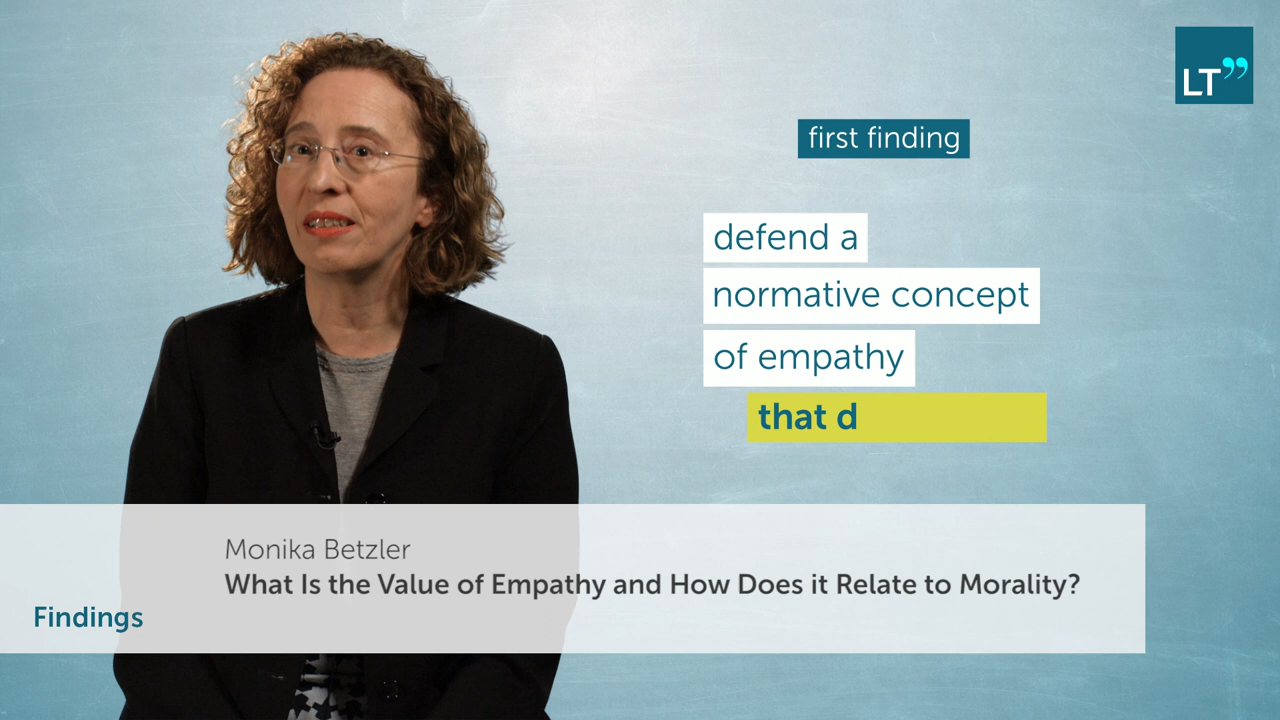 LT”
first finding
defend a
normative concept
of empathy
that d
Monika Betzler
What Is the Value of Empathy and How Does it Relate to Morality?
Findings